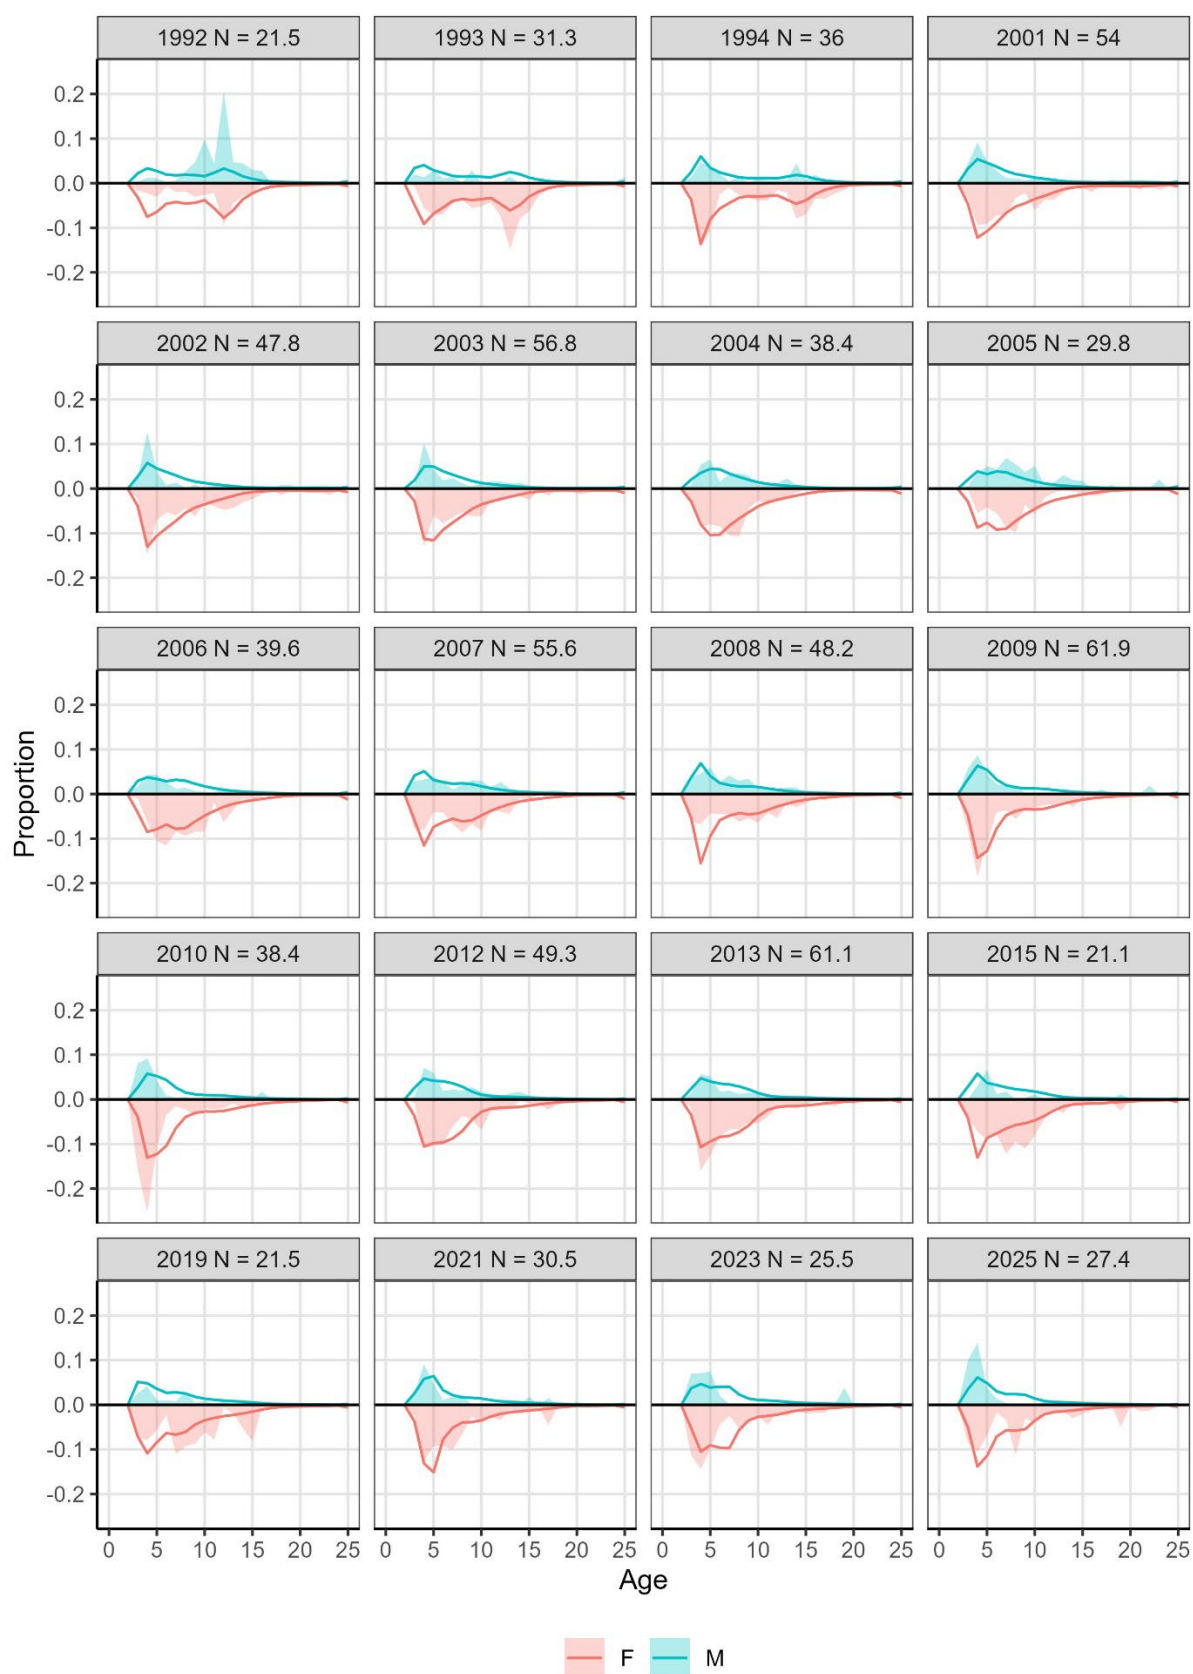 1992 N = 21.5 1993 N = 31.3 1994 N = 36 2001 N = 54
0.2
0.1
0.0
-0.1
-0.2
2002 N = 47.8 2003 N = 56.8 2004 N = 38.4 2005 N = 29.8
0.2
0.1
0.0
-0.1
-0.2
2006 N = 39.6 2007 N = 55.6 2008 N = 48.2 2009 N = 61.9
0.2
0.1
0.0
-0.1
-0.2
Proportion
2010 N = 38.4 2012 N = 49.3 2013 N = 61.1 2015 N = 21.1
0.2
0.1
0.0
-0.1
-0.2
2019 N = 21.5 2021 N = 30.5 2023 N = 25.5 2025 N = 27.4
0.2
0.1
0.0
-0.1
-0.2
0 5 10 15 20 25 0 5 10 15 20 25 0 5 10 15 20 25 0 5 10 15 20 25
Age
F M